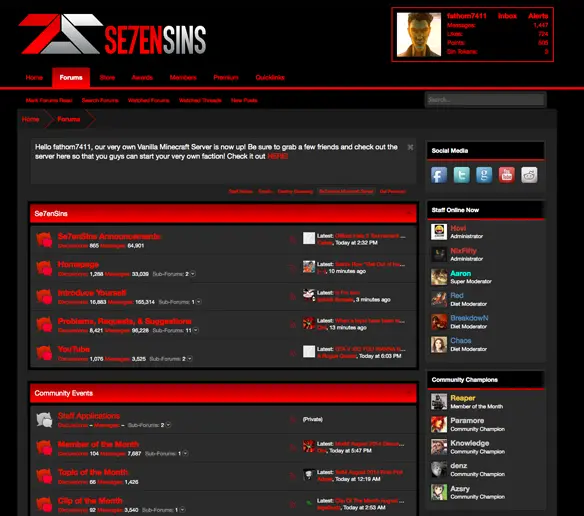 SE7ENSINS
fathom7411 Inbox Alerts
Messages: 1,447
Likes: 724
Points:
Sin Tokens:
Home Forums Store Awards Members Premium Quicklinks
Mark Forums Read Search Forums Watched Forums Watched Threads New Posts
Search...
Home Forums
Hello fathom7411, our very own Vanilla Minecraft Server is now up! Be sure to grab a few friends and check out the
server here so that you guys can start your very own faction! Check it out HERE!
Social Media
Se7enSins
Se7enSins Announcements
Discussions: 865 Messages: 64,901
Latest:
Today at 2:32 PM
Homepage
Discussions: 1,288 Messages: 33,039 Sub-Forums: 2
Latest:
10 minutes ago
Introduce Yourself
Discussions: 16,883 Messages: 165,314 Sub-Forums: 1
Latest:
3 minutes ago
Problems, Requests, & Suggestions
Discussions: 8,421 Messages: 96,228 Sub-Forums: 11
Latest:
13 minutes ago
YouTube
Discussions: 1,076 Messages: 3,525 Sub-Forums: 2
Latest:
Today at 6:03 PM
Staff Online Now
Hovi
Administrator
NixFifty
Administrator
Aaron
Super Moderator
Red
Diet Moderator
BreakdowN
Diet Moderator
Chaos
Diet Moderator
Community Events
Staff Applications
Discussions: – Messages: – Sub-Forums: 2
(Private)
Member of the Month
Discussions: 104 Messages: 7,687 Sub-Forums: 1
Latest:
Today at 5:47 PM
Topic of the Month
Discussions: 66 Messages: 1,426
Latest:
Today at 12:19 AM
Clip of the Month
Discussions: 92 Messages: 3,540 Sub-Forums: 1
Latest:
Today at 2:53 AM
Community Champions
Reaper
Member of the Month
Paramore
Community Champion
Knowledge
Community Champion
denz
Community Champion
Azsry
Community Champion